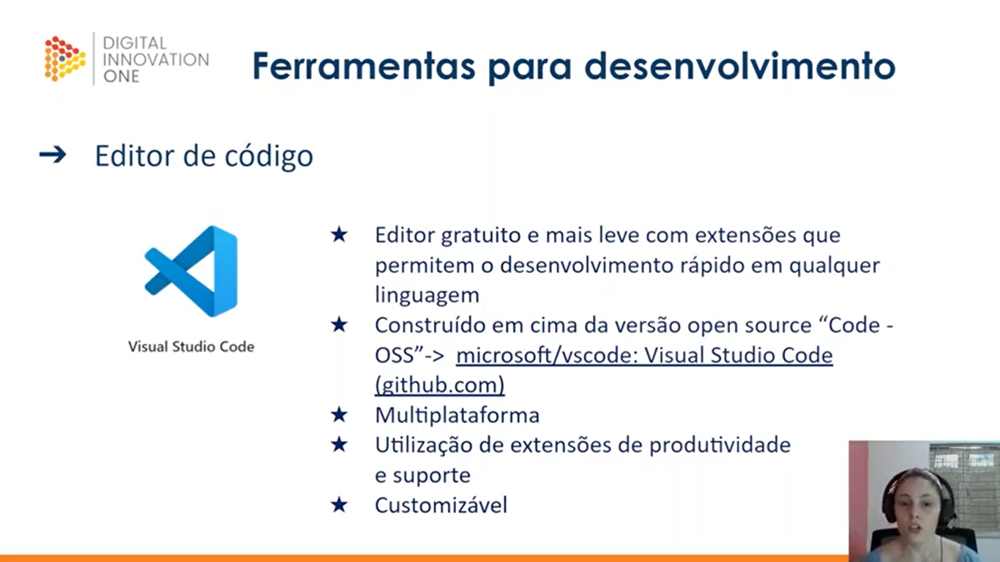 DIGITAL
INNOVATION
ONE
Ferramentas para desenvolvimento
➔ Editor de código
Visual Studio Code
★ Editor gratuito e mais leve com extensões que
permitem o desenvolvimento rápido em qualquer
linguagem
★ Construído em cima da versão open source “Code -
OSS”-> microsoft/vscode: Visual Studio Code
(github.com)
★ Multiplataforma
★ Utilização de extensões de produtividade
e suporte
★ Customizável